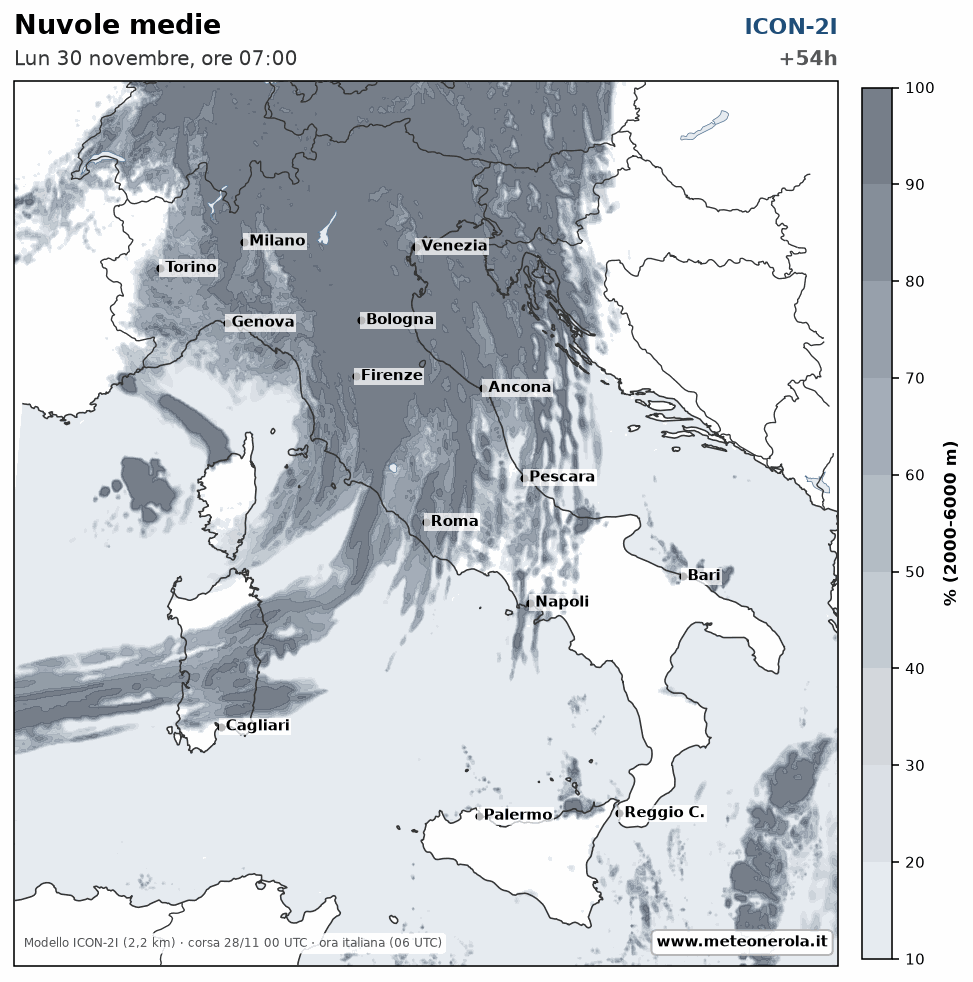 Nuvole medie
ICON-2I
Lun 30 novembre, ore 07:00
+54h
100
90
80
70
60
50
40
30
20
10
% (2000-6000 m)
Milano
Venezia
Torino
Genova
Bologna
Firenze
Ancona
Pescara
Roma
Bari
Napoli
Cagliari
Palermo
Reggio C.
Modello ICON-2I (2,2 km) · corsa 28/11 00 UTC · ora italiana (06 UTC)
www.meteonerola.it